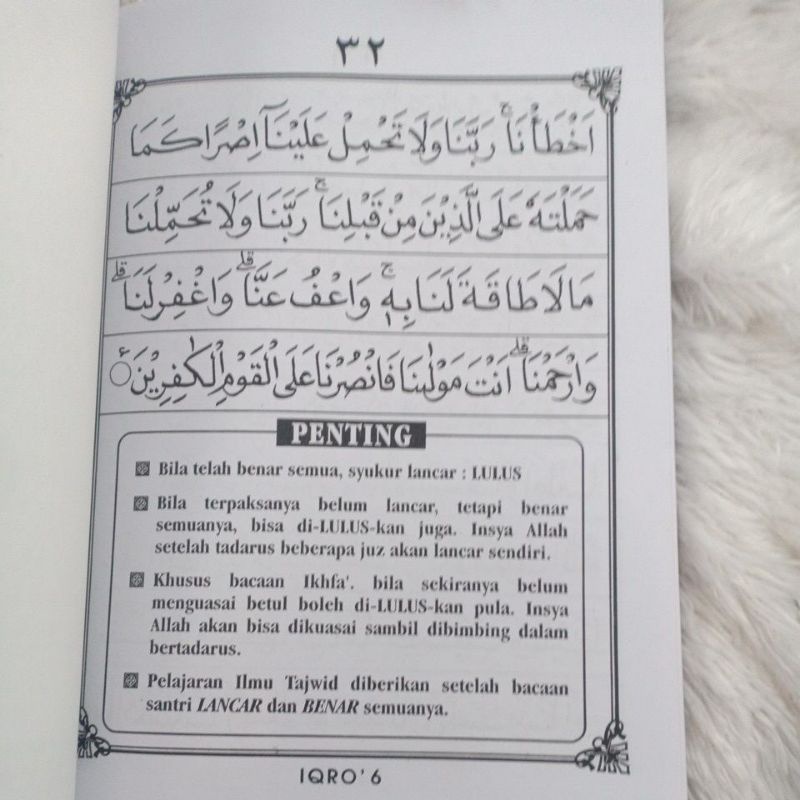 ٣٢
اَخْطَأْنَا ۚ رَبَّنَا وَلَا تَحْمِلْ عَلَيْنَآ اِصْرًا كَمَا
حَمَلْتَهٗ عَلَى الَّذِيْنَ مِنْ قَبْلِنَا ۚ رَبَّنَا وَلَا تُحَمِّلْنَا
مَالَا طَاقَةَ لَنَا بِهٖ ۚ وَاعْفُ عَنَّا ۗ وَاغْفِرْ لَنَا ۗ
وَارْحَمْنَا ۗ اَنْتَ مَوْلٰىنَا فَانْصُرْنَا عَلَى الْقَوْمِ الْكٰفِرِيْنَ ۝
PENTING
Bila telah benar semua, syukur lancar : LULUS
Bila terpaksanya belum lancar, tetapi benar
semuanya, bisa di-LULUS-kan juga. Insya Allah
setelah tadarus beberapa juz akan lancar sendiri.
Khusus bacaan Ikhfa'. bila sekiranya belum
menguasai betul boleh di-LULUS-kan pula. Insya
Allah akan bisa dikuasai sambil dibimbing dalam
bertadarus.
Pelajaran Ilmu Tajwid diberikan setelah bacaan
santri LANCAR dan BENAR semuanya.
IQRO'6